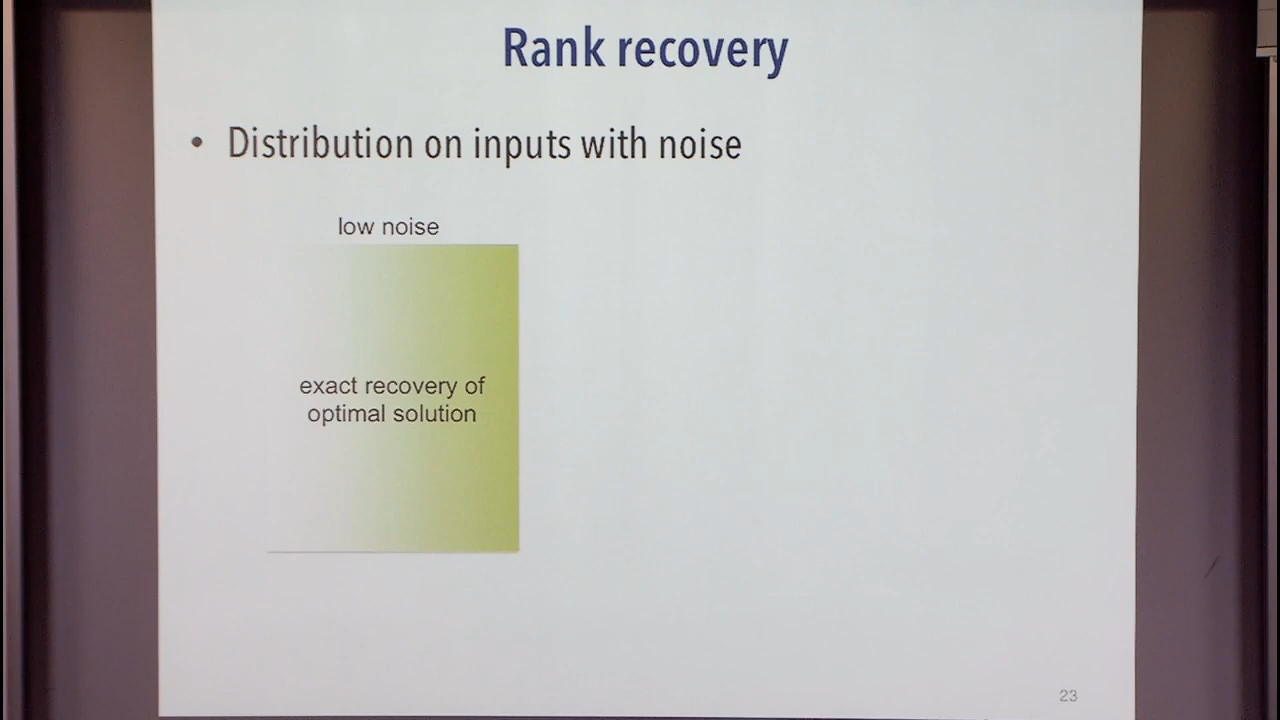 Rank recovery
• Distribution on inputs with noise
low noise
exact recovery of
optimal solution
23